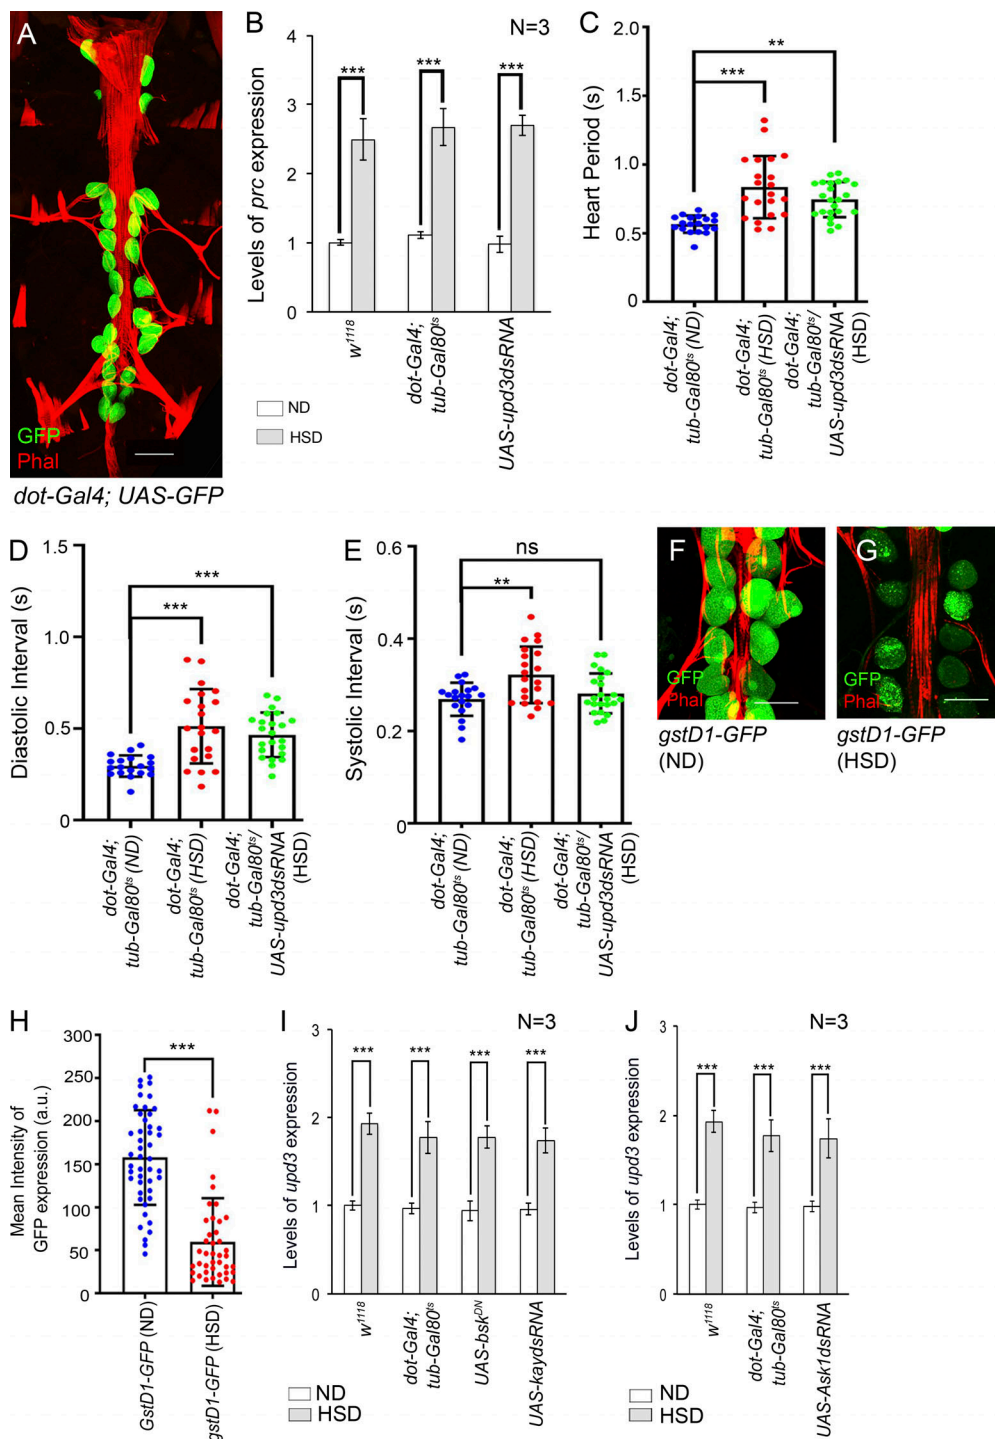 A
GFP
Phal
dot-Gal4; UAS-GFP
B
N=3
Levels of prc expression
4
3
2
1
0
***
***
***
w1118
dot-Gal4;
tub-Gal80ts
UAS-upd3dsRNA
ND
HSD
C
Heart Period (s)
2.0
1.5
1.0
0.5
0
**
***
dot-Gal4;
tub-Gal80ts (ND)
dot-Gal4;
tub-Gal80ts (HSD)
dot-Gal4;
tub-Gal80ts/
UAS-upd3dsRNA
(HSD)
D
Diastolic Interval (s)
1.5
1.0
0.5
0
***
***
dot-Gal4;
tub-Gal80ts (ND)
dot-Gal4;
tub-Gal80ts (HSD)
dot-Gal4;
tub-Gal80ts/
UAS-upd3dsRNA
(HSD)
E
Systolic Interval (s)
0.6
0.4
0.2
0
ns
**
dot-Gal4;
tub-Gal80ts (ND)
dot-Gal4;
tub-Gal80ts (HSD)
dot-Gal4;
tub-Gal80ts/
UAS-upd3dsRNA
(HSD)
F
GFP
Phal
gstD1-GFP
(ND)
G
GFP
Phal
gstD1-GFP
(HSD)
H
Mean Intensity of
GFP expression (a.u.)
300
250
200
150
100
50
0
***
GstD1-GFP (ND)
gstD1-GFP (HSD)
I
N=3
Levels of upd3 expression
3
2
1
0
***
***
***
***
w1118
dot-Gal4;
tub-Gal80ts
UAS-bskDN
UAS-kaydsRNA
ND
HSD
J
N=3
Levels of upd3 expression
3
2
1
0
***
***
***
w1118
dot-Gal4;
tub-Gal80ts
UAS-Ask1dsRNA
ND
HSD